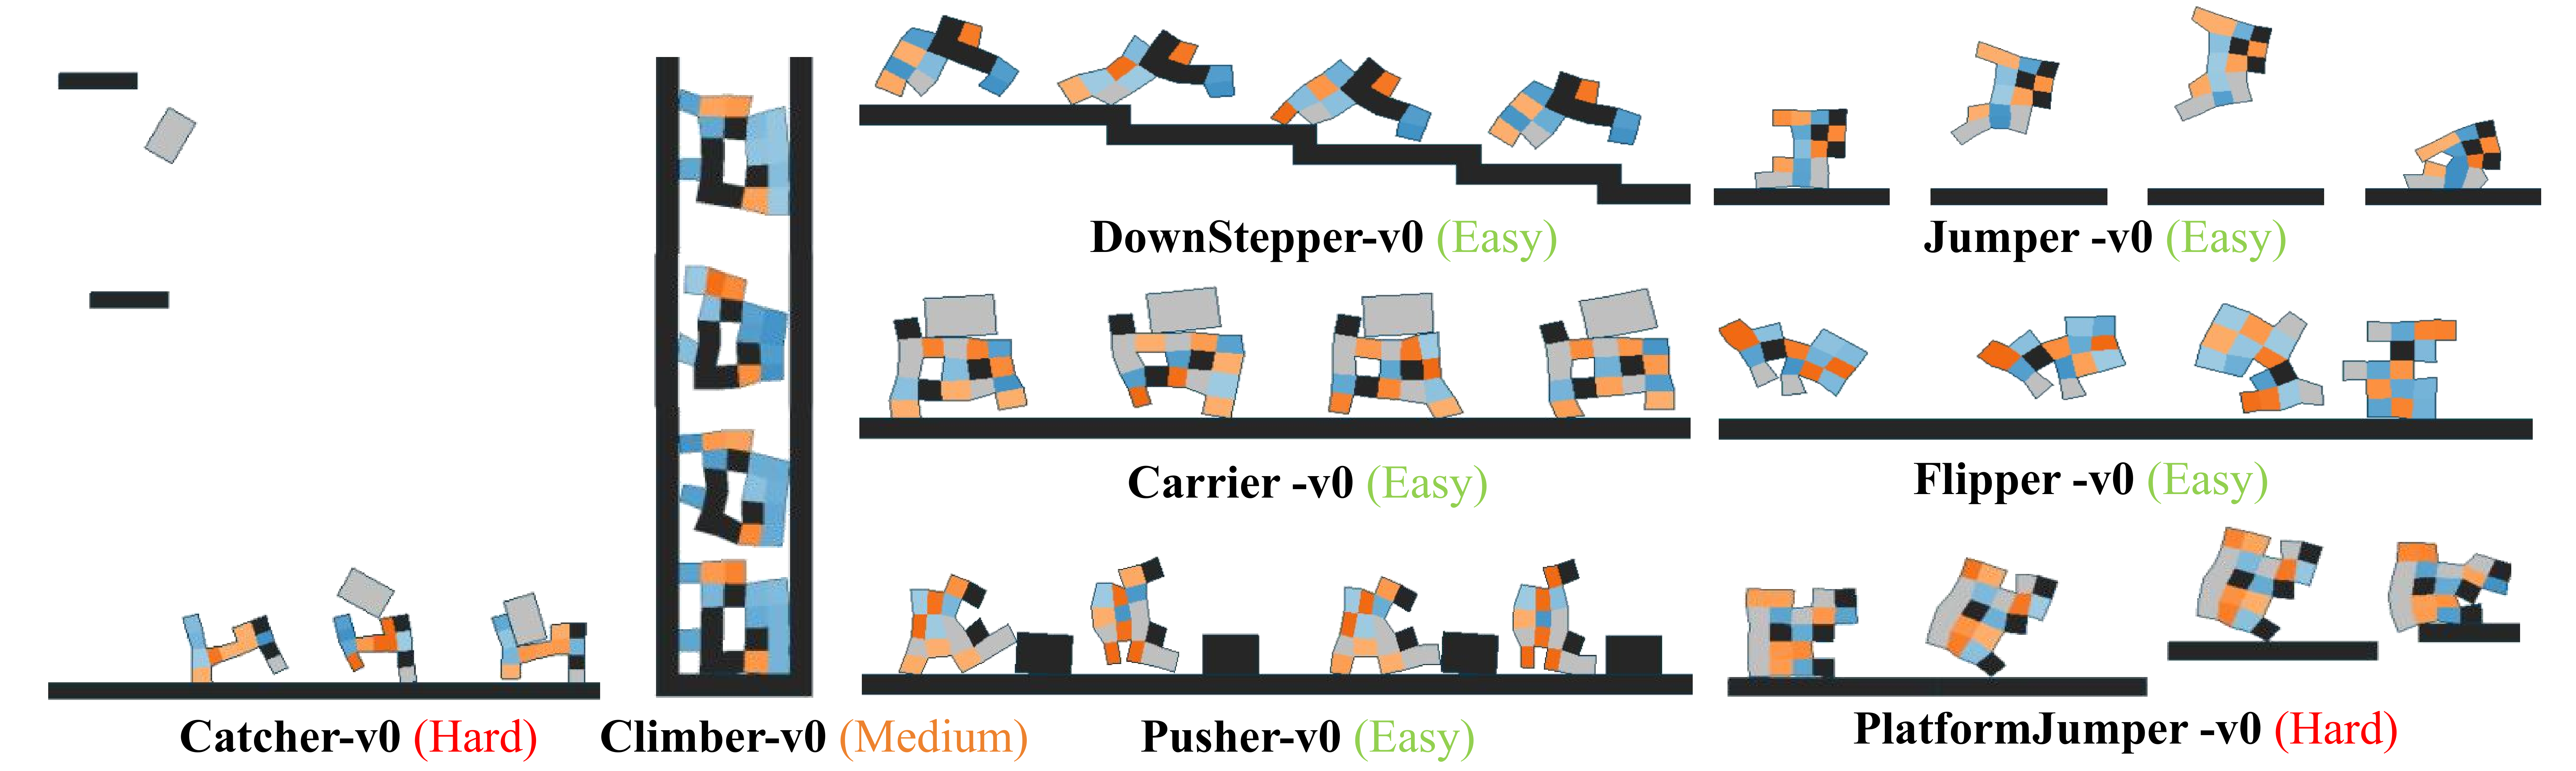 DownStepper-v0 (Easy)
Jumper -v0 (Easy)
Carrier -v0 (Easy)
Flipper -v0 (Easy)
Catcher-v0 (Hard)
Climber-v0 (Medium)
Pusher-v0 (Easy)
PlatformJumper -v0 (Hard)